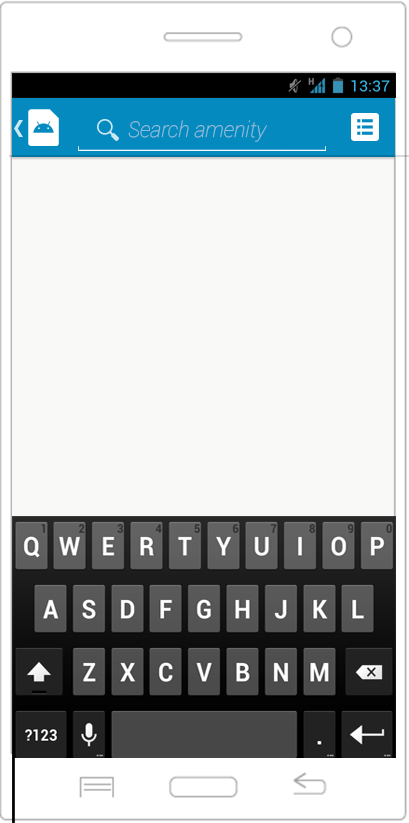 H 13:37
Search amenity
1 2 3 4 5 6 7 8 9 0
Q W E R T Y U I O P
A S D F G H J K L
Z X C V B N M
?123 .